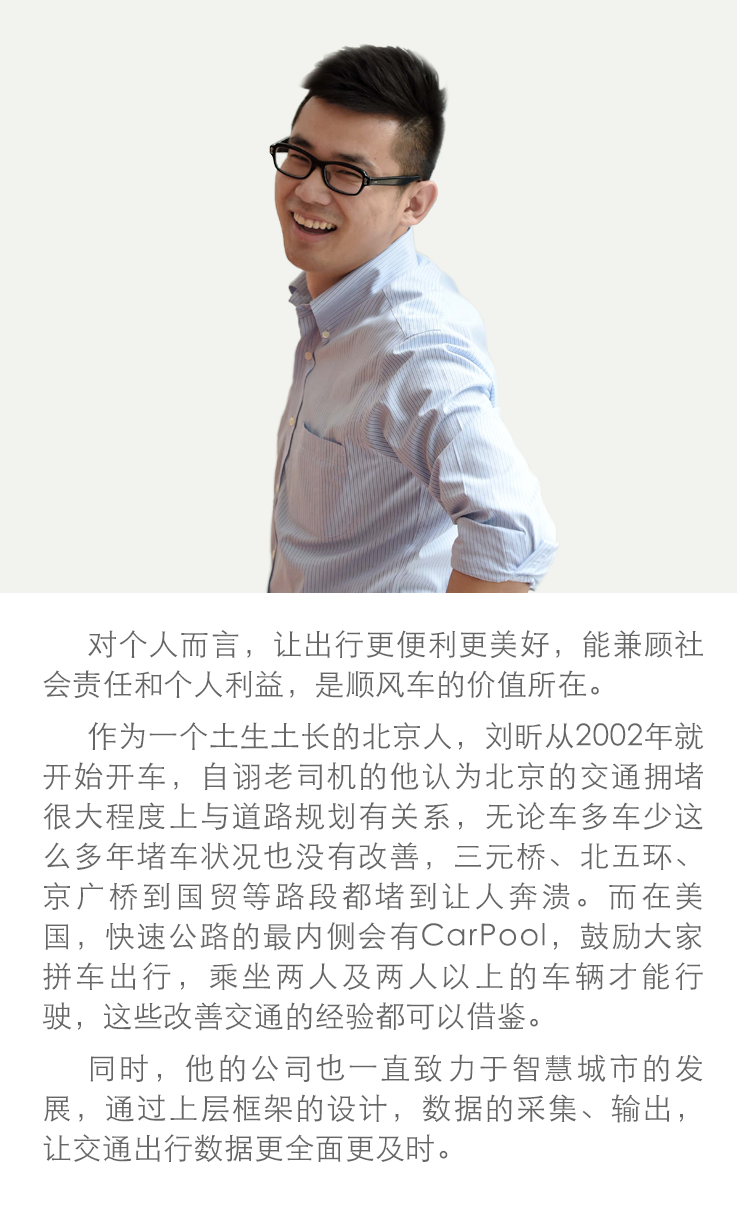 对个人而言，让出行更便利更美好，能兼顾社
会责任和个人利益，是顺风车的价值所在。
作为一个土生土长的北京人，刘昕从2002年就
开始开车，自诩老司机的他认为北京的交通拥堵
很大程度上与道路规划有关系，无论车多车少这
么多年堵车状况也没有改善，三元桥、北五环、
京广桥到国贸等路段都堵到让人奔溃。而在美
国，快速公路的最内侧会有CarPool，鼓励大家
拼车出行，乘坐两人及两人以上的车辆才能行
驶，这些改善交通的经验都可以借鉴。
同时，他的公司也一直致力于智慧城市的发
展，通过上层框架的设计，数据的采集、输出，
让交通出行数据更全面更及时。